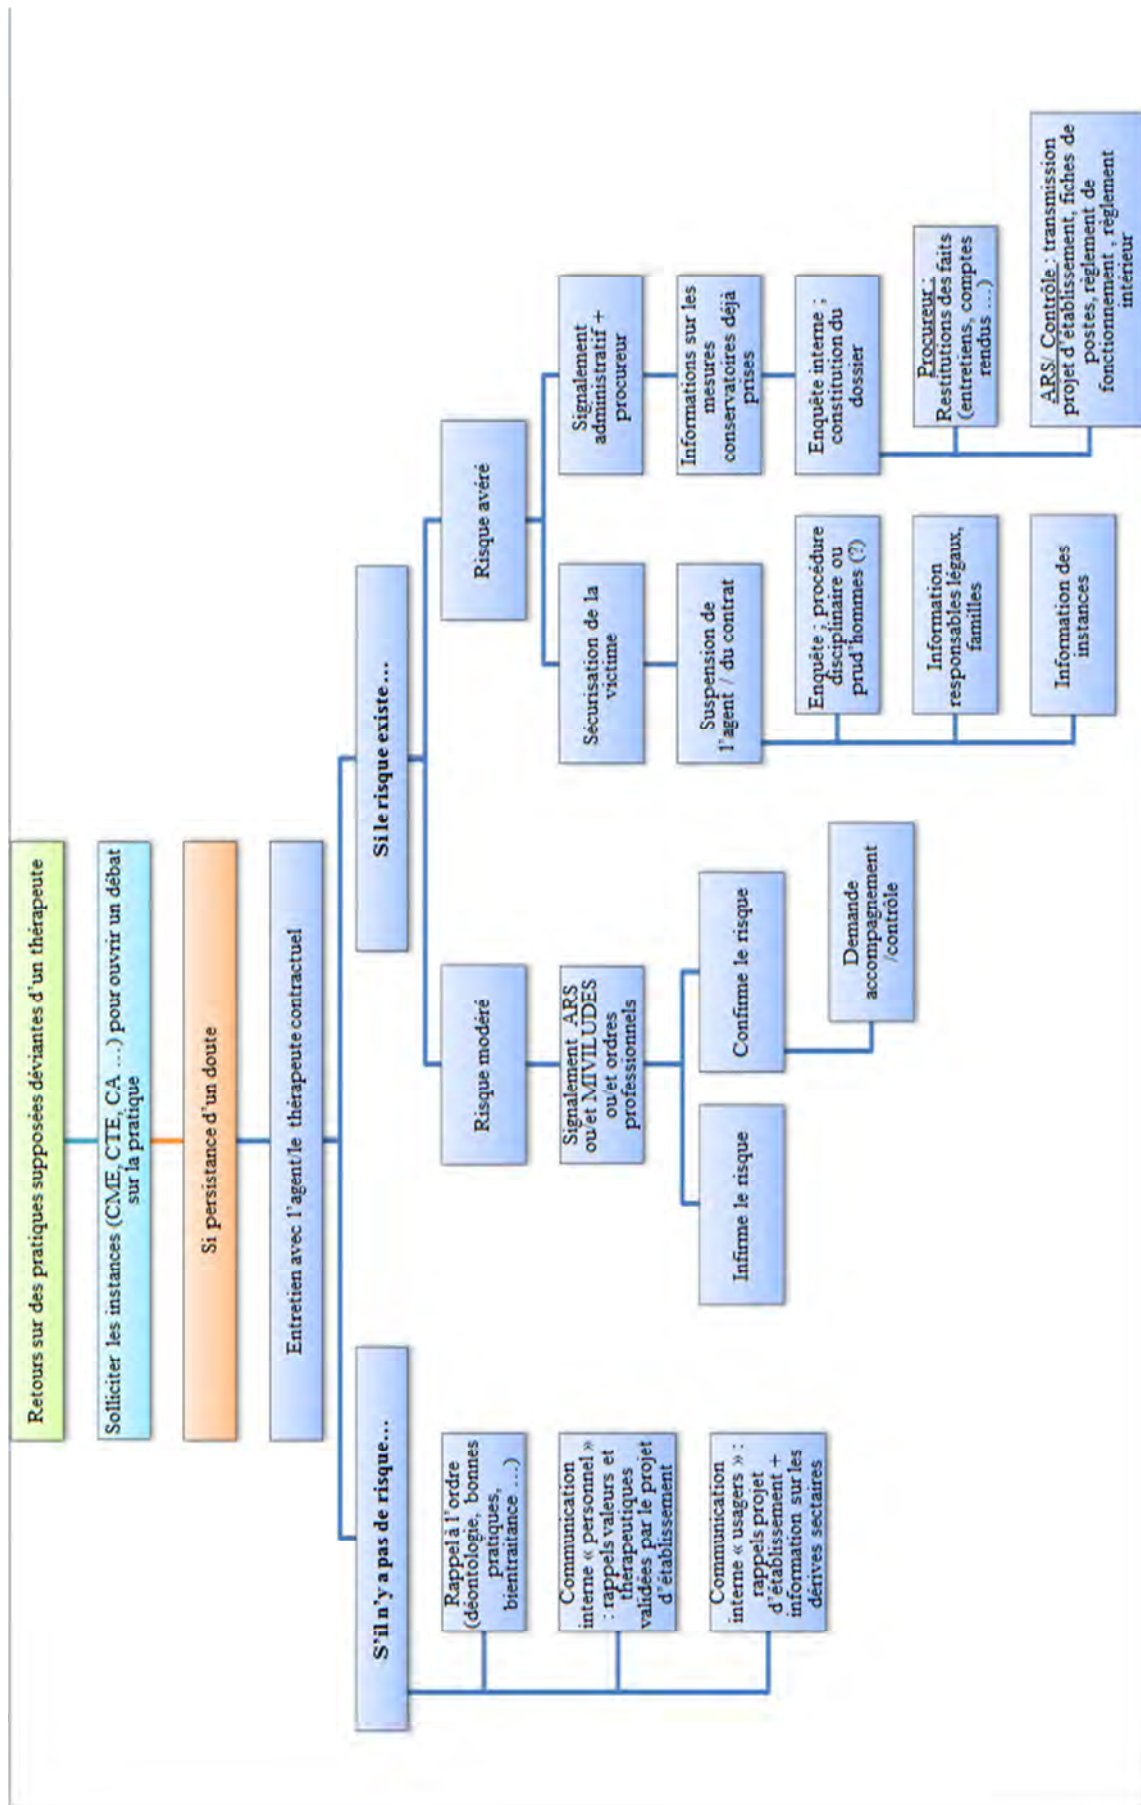 Retours sur des pratiques supposées déviantes d'un thérapeute
Solliciter les instances (CME, CTE, CA ...) pour ouvrir un débat
sur la pratique
Si persistance d'un doute
Entretien avec l'agent/le thérapeute contractuel
S'il n'y a pas de risque...
Rappel à l'ordre
(déontologie, bonnes
pratiques,
bientraitance ...)
Communication
interne « personnel »
: rappels valeurs et
thérapeutiques
validées par le projet
d'établissement
Communication
interne « usagers » :
rappels projet
d'établissement +
information sur les
dérives sectaires
Si le risque existe...
Risque modéré
Signalement ARS
ou/et MIVILUDES
ou/et ordres
professionnels
Infirme le risque
Confirme le risque
Demande
accompagnement
/contrôle
Risque avéré
Sécurisation de la
victime
Suspension de
l'agent / du contrat
Enquête ; procédure
disciplinaire ou
prud'hommes (?)
Information
responsables légaux,
familles
Information des
instances
Signalement
administratif +
procureur
Informations sur les
mesures
conservatoires déjà
prises
Enquête interne ;
constitution du
dossier
Procureur :
Restitutions des faits
(entretiens, comptes
rendus ...)
ARS/ Contrôle : transmission
projet d'établissement, fiches de
postes, règlement de
fonctionnement , règlement
intérieur